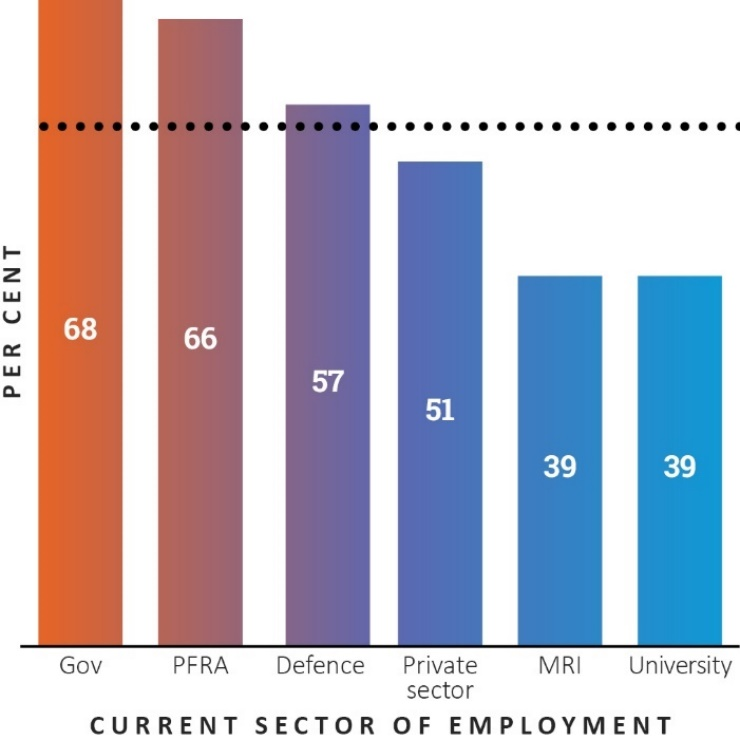 PER CENT
68
66
57
51
39
39
Gov
PFRA
Defence
Private
sector
MRI
University
CURRENT SECTOR OF EMPLOYMENT